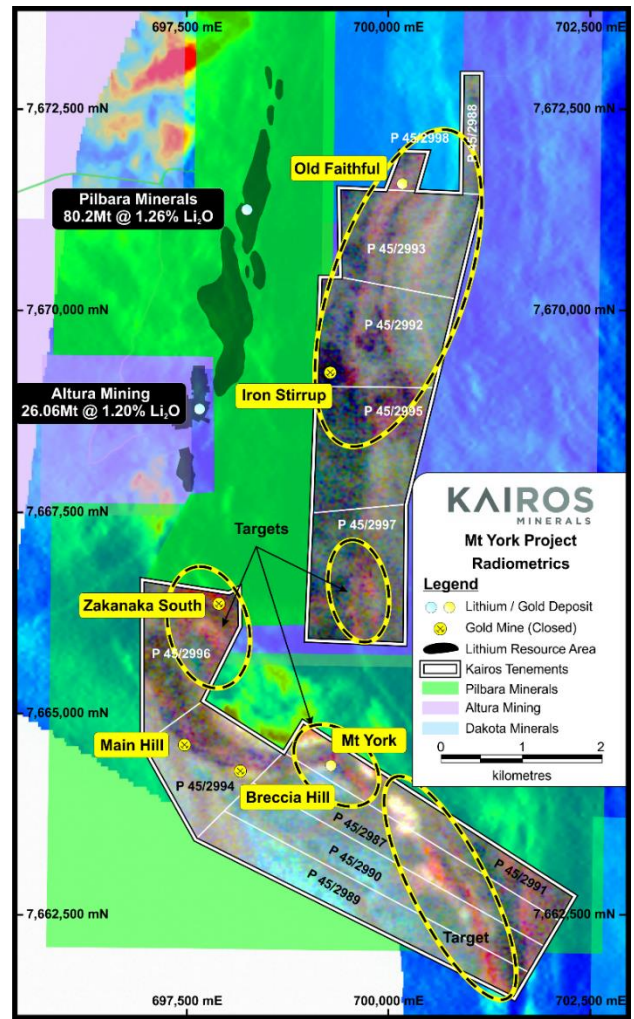 697,500 mE
700,000 mE
702,500 mE
7,672,500 mN
7,672,500 mN
P 45/2988
P 45/2998
Old Faithful
Pilbara Minerals
80.2Mt @ 1.26% Li₂O
P 45/2993
7,670,000 mN
7,670,000 mN
P 45/2992
Altura Mining
26.06Mt @ 1.20% Li₂O
Iron Stirrup
P 45/2995
7,667,500 mN
P 45/2997
Targets
KAIROS
MINERALS
Mt York Project
Radiometrics
Legend
Lithium / Gold Deposit
Gold Mine (Closed)
Lithium Resource Area
Kairos Tenements
Pilbara Minerals
Altura Mining
Dakota Minerals
0
1
2
kilometres
Zakanaka South
P 45/2996
7,665,000 mN
Main Hill
Mt York
P 45/2994
Breccia Hill
P 45/2987
P 45/2990
P 45/2989
P 45/2991
7,662,500 mN
7,662,500 mN
Target
697,500 mE
700,000 mE
702,500 mE